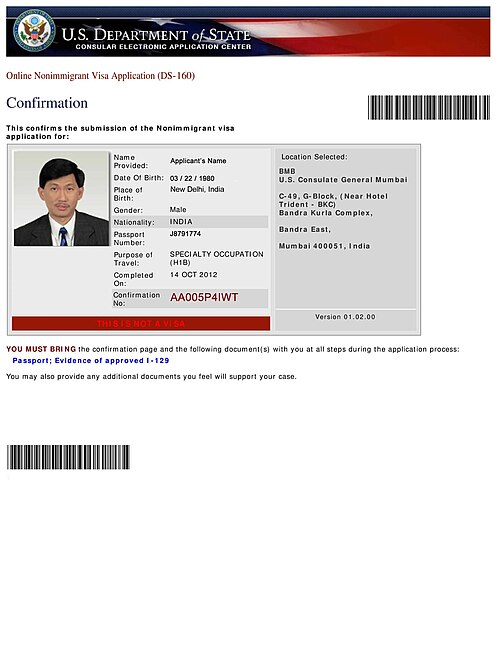 U.S. DEPARTMENT of STATE
CONSULAR ELECTRONIC APPLICATION CENTER
Online Nonimmigrant Visa Application (DS-160)
Confirmation
This confirms the submission of the Nonimmigrant visa
application for:
Name
Provided: Applicant's Name
Date Of Birth: 03 / 22 / 1980
Place of
Birth: New Delhi, India
Gender: Male
Nationality: INDIA
Passport
Number: J8791774
Purpose of
Travel: SPECIALTY OCCUPATION
(H1B)
Completed
On: 14 OCT 2012
Confirmation
No: AA005P4IWT
THIS IS NOT A VISA
Location Selected:
BMB
U.S. Consulate General Mumbai
C-49, G-Block, (Near Hotel
Trident - BKC)
Bandra Kurla Complex,
Bandra East,
Mumbai 400051, India
Version 01.02.00
YOU MUST BRING the confirmation page and the following document(s) with you at all steps during the application process:
Passport; Evidence of approved I-129
You may also provide any additional documents you feel will support your case.